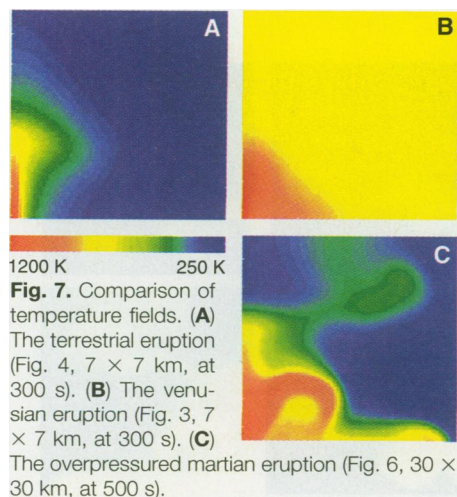 A
B
C
1200 K 250 K
Fig. 7. Comparison of
temperature fields. (A)
The terrestrial eruption
(Fig. 4, 7 × 7 km, at
300 s). (B) The venu-
sian eruption (Fig. 3, 7
× 7 km, at 300 s). (C)
The overpressured martian eruption (Fig. 6, 30 ×
30 km, at 500 s).